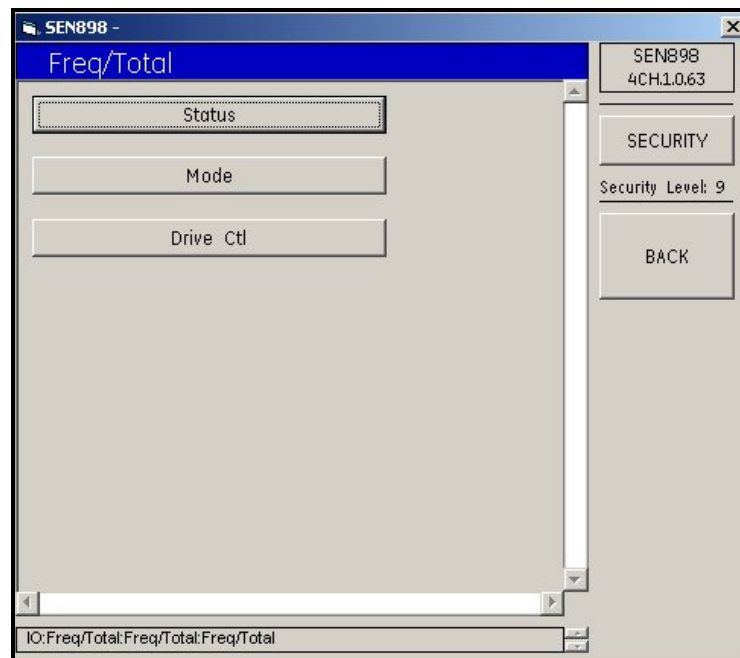 SEN898 -
Freq/Total
SEN898
4CH.1.0.63
Status
SECURITY
Mode
Security Level: 9
Drive Ctl
BACK
IO:Freq/Total:Freq/Total:Freq/Total